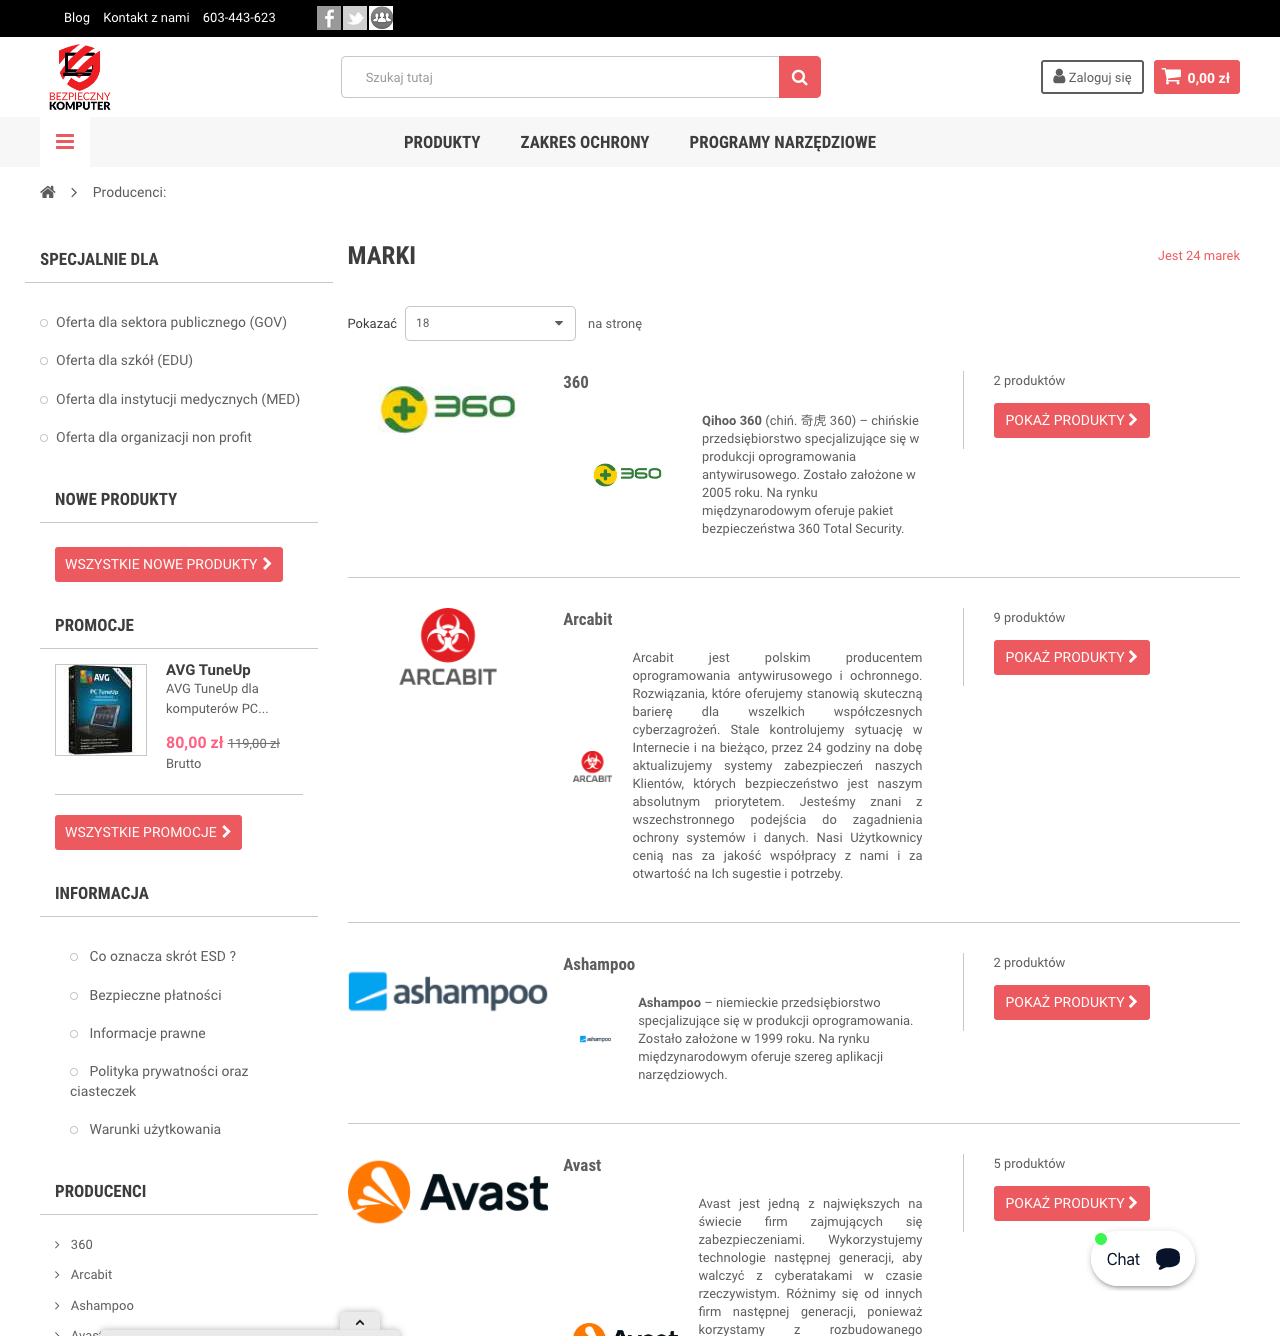 Blog Kontakt z nami 603-443-623
BEZPIECZNY
KOMPUTER
Szukaj tutaj
Zaloguj się
0,00 zł
PRODUKTY ZAKRES OCHRONY PROGRAMY NARZĘDZIOWE
Producenci:
SPECJALNIE DLA
Oferta dla sektora publicznego (GOV)
Oferta dla szkół (EDU)
Oferta dla instytucji medycznych (MED)
Oferta dla organizacji non profit
NOWE PRODUKTY
WSZYSTKIE NOWE PRODUKTY
PROMOCJE
AVG
PC TuneUp
AVG TuneUp
AVG TuneUp dla
komputerów PC...
80,00 zł 119,00 zł
Brutto
WSZYSTKIE PROMOCJE
INFORMACJA
Co oznacza skrót ESD ?
Bezpieczne płatności
Informacje prawne
Polityka prywatności oraz
ciasteczek
Warunki użytkowania
PRODUCENCI
360
Arcabit
Ashampoo
Avast
MARKI
Jest 24 marek
Pokazać 18 na stronę
360
360
2 produktów
POKAŻ PRODUKTY
360
Qihoo 360 (chiń. 奇虎 360) – chińskie
przedsiębiorstwo specjalizujące się w
produkcji oprogramowania
antywirusowego. Zostało założone w
2005 roku. Na rynku
międzynarodowym oferuje pakiet
bezpieczeństwa 360 Total Security.
ARCABIT
Arcabit
9 produktów
POKAŻ PRODUKTY
ARCABIT
Arcabit jest polskim producentem
oprogramowania antywirusowego i ochronnego.
Rozwiązania, które oferujemy stanowią skuteczną
barierę dla wszelkich współczesnych
cyberzagrożeń. Stale kontrolujemy sytuację w
Internecie i na bieżąco, przez 24 godziny na dobę
aktualizujemy systemy zabezpieczeń naszych
Klientów, których bezpieczeństwo jest naszym
absolutnym priorytetem. Jesteśmy znani z
wszechstronnego podejścia do zagadnienia
ochrony systemów i danych. Nasi Użytkownicy
cenią nas za jakość współpracy z nami i za
otwartość na Ich sugestie i potrzeby.
ashampoo
Ashampoo
2 produktów
POKAŻ PRODUKTY
ashampoo
Ashampoo – niemieckie przedsiębiorstwo
specjalizujące się w produkcji oprogramowania.
Zostało założone w 1999 roku. Na rynku
międzynarodowym oferuje szereg aplikacji
narzędziowych.
Avast
Avast
5 produktów
POKAŻ PRODUKTY
Avast
Avast jest jedną z największych na
świecie firm zajmujących się
zabezpieczeniami. Wykorzystujemy
technologie następnej generacji, aby
walczyć z cyberatakami w czasie
rzeczywistym. Różnimy się od innych
firm następnej generacji, ponieważ
korzystamy z rozbudowanego
Chat